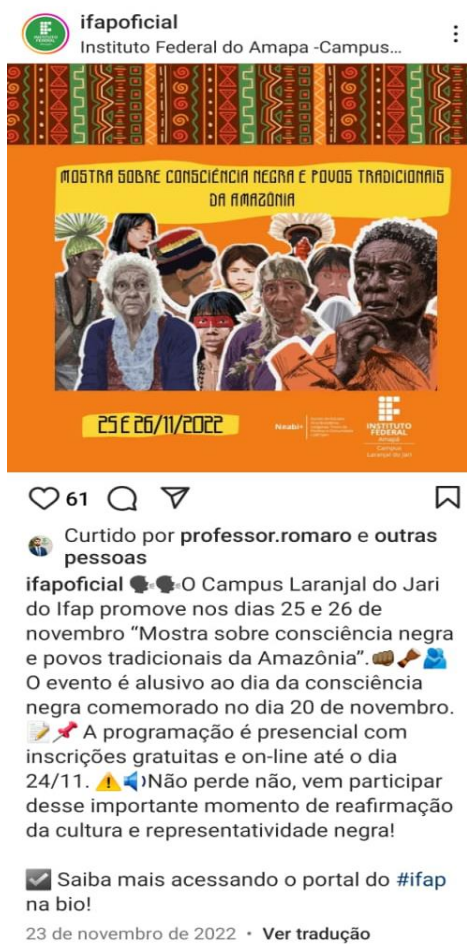 ifapoficial
Instituto Federal do Amapa -Campus...
MOSTRA SOBRE CONSCIÊNCIA NEGRA E POVOS TRADICIONAIS
DA AMAZÔNIA
25 E 26/11/2022
Neabi+
INSTITUTO
FEDERAL
Amapá
Campus
Laranjal do Jari
61
Curtido por professor.romaro e outras
pessoas
ifapoficial 🗣️🗣️O Campus Laranjal do Jari
do Ifap promove nos dias 25 e 26 de
novembro “Mostra sobre consciência negra
e povos tradicionais da Amazônia”.✊🏾🪘🫂
O evento é alusivo ao dia da consciência
negra comemorado no dia 20 de novembro.
📝📌 A programação é presencial com
inscrições gratuitas e on-line até o dia
24/11. ⚠️🔊Não perde não, vem participar
desse importante momento de reafirmação
da cultura e representatividade negra!
☑️ Saiba mais acessando o portal do #ifap
na bio!
23 de novembro de 2022 • Ver tradução